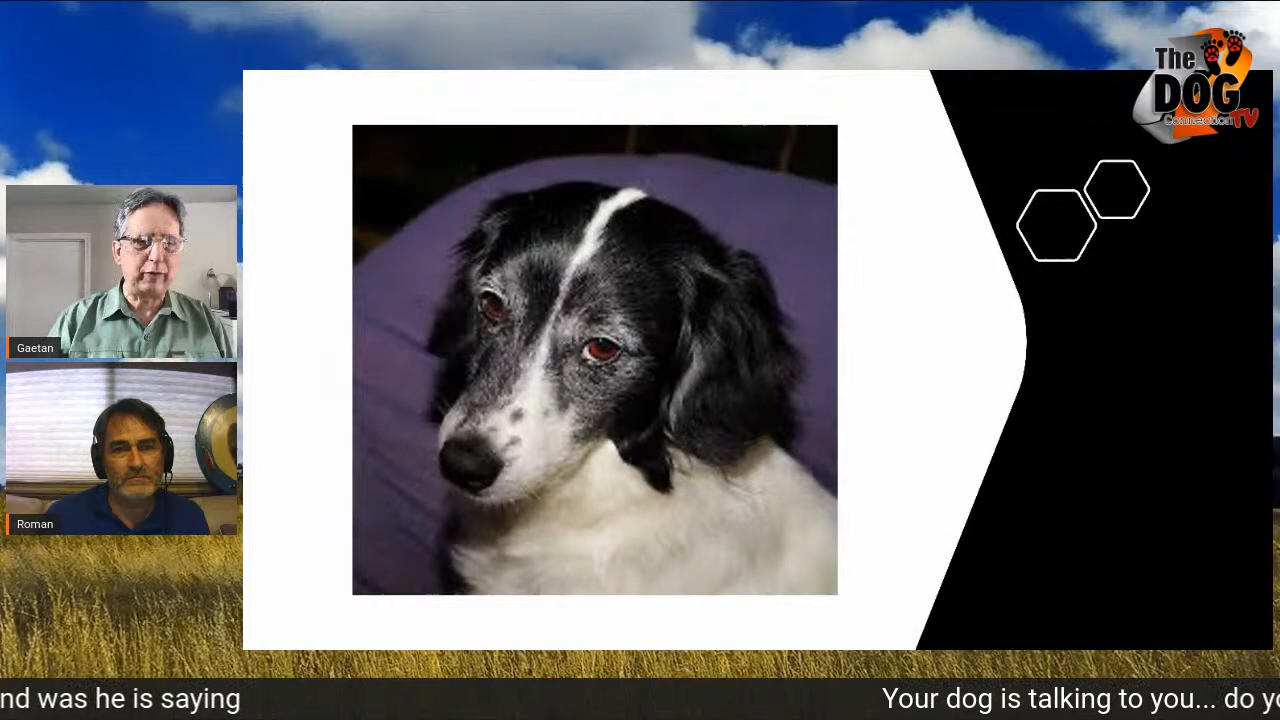 The
DOG
Connection TV
Gaetan
Roman
nd was he is saying
Your dog is talking to you... do yo